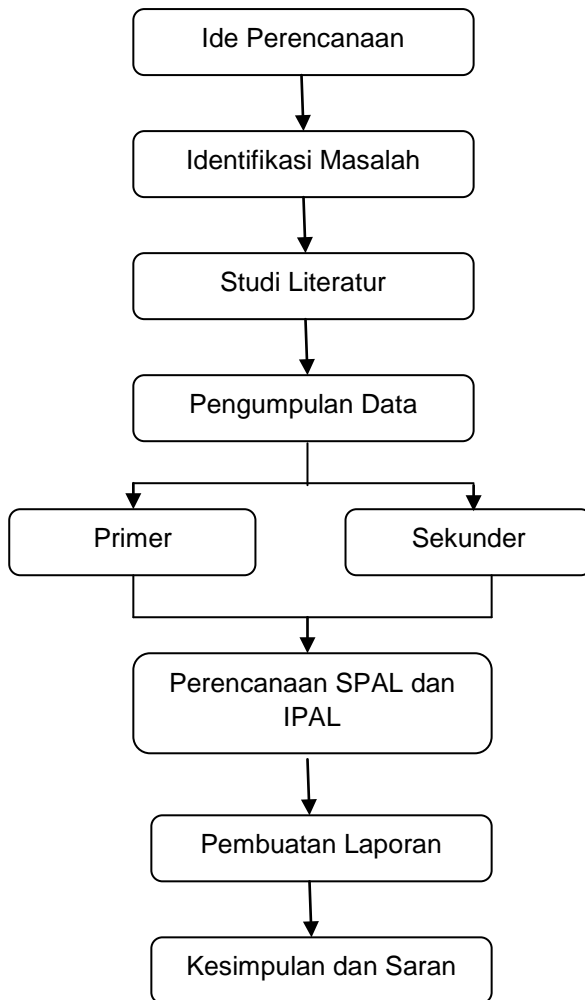 Ide Perencanaan
Identifikasi Masalah
Studi Literatur
Pengumpulan Data
Primer
Sekunder
Perencanaan SPAL dan
IPAL
Pembuatan Laporan
Kesimpulan dan Saran